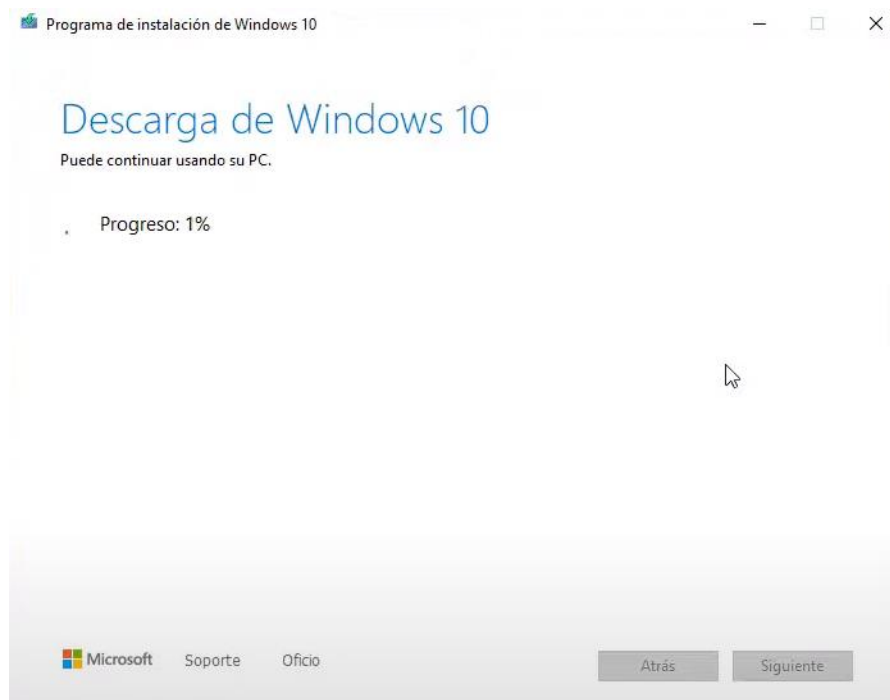 Programa de instalación de Windows 10
Descarga de Windows 10
Puede continuar usando su PC.
Progreso: 1%
Microsoft Soporte Oficio
Atrás Siguiente